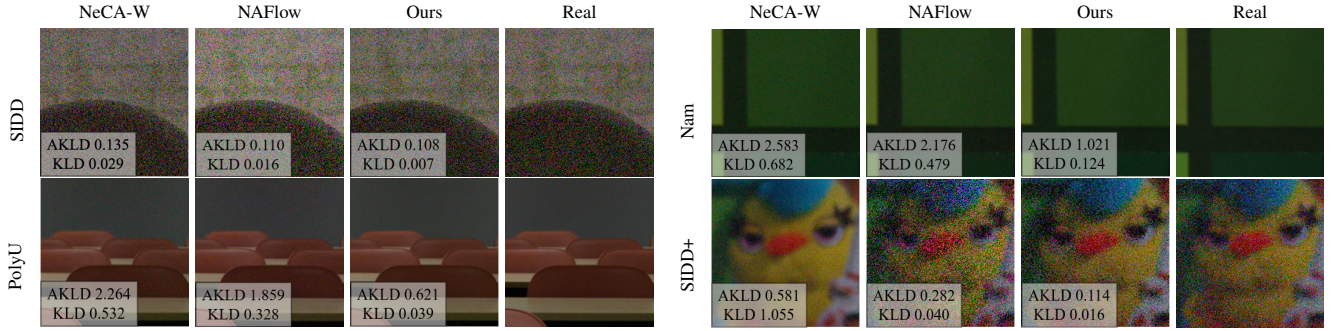 NeCA-W NAFlow Ours Real
SIDD
AKLD 0.135
KLD 0.029
AKLD 0.110
KLD 0.016
AKLD 0.108
KLD 0.007
PolyU
AKLD 2.264
KLD 0.532
AKLD 1.859
KLD 0.328
AKLD 0.621
KLD 0.039
NeCA-W NAFlow Ours Real
Nam
AKLD 2.583
KLD 0.682
AKLD 2.176
KLD 0.479
AKLD 1.021
KLD 0.124
SIDD+
AKLD 0.581
KLD 1.055
AKLD 0.282
KLD 0.040
AKLD 0.114
KLD 0.016